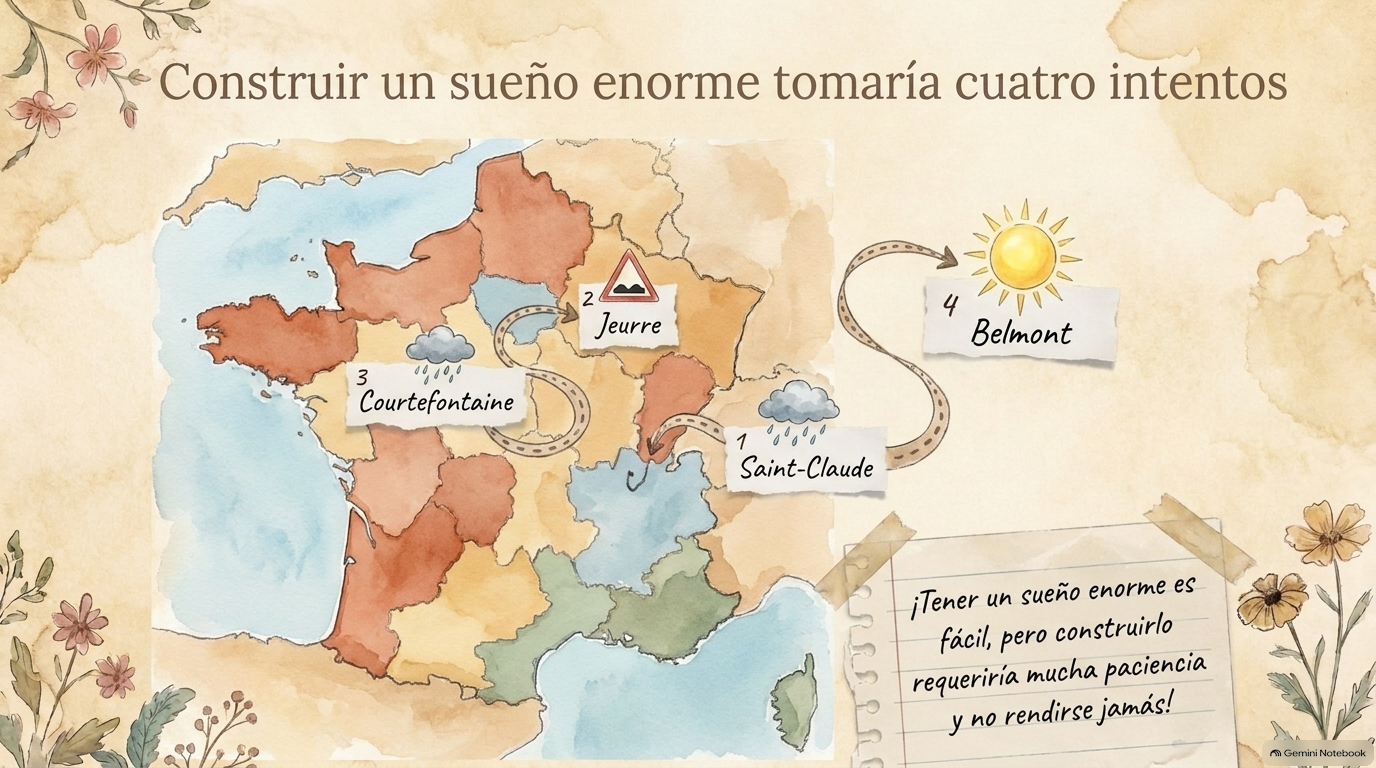 Construir un sueño enorme tomaría cuatro intentos
1
Saint-Claude
2
Jeurre
3
Courtefontaine
4
Belmont
¡Tener un sueño enorme es
fácil, pero construirlo
requeriría mucha paciencia
y no rendirse jamás!
Gemini Notebook